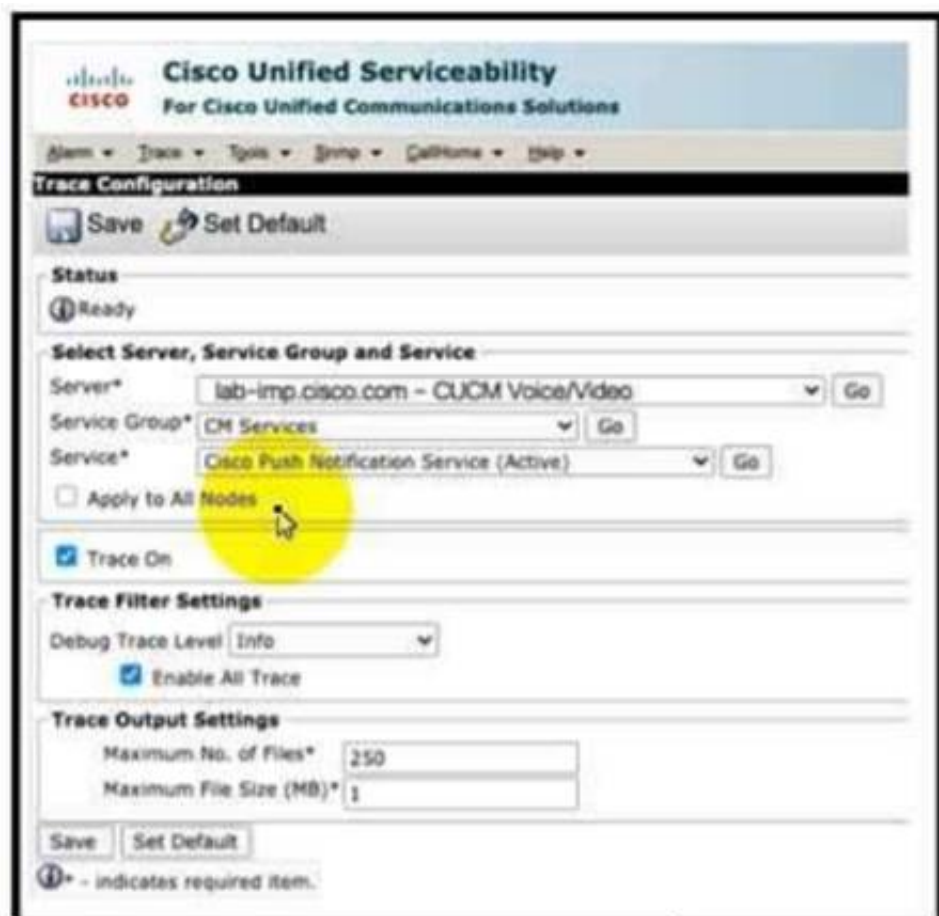 CISCO
Cisco Unified Serviceability
For Cisco Unified Communications Solutions
Alarm Trace Tools Snmp CallHome Help
Trace Configuration
Save Set Default
Status
Ready
Select Server, Service Group and Service
Server* lab-imp.cisco.com – CUCM Voice/Video Go
Service Group* CM Services Go
Service* Cisco Push Notification Service (Active) Go
Apply to All Nodes
Trace On
Trace Filter Settings
Debug Trace Level Info
Enable All Trace
Trace Output Settings
Maximum No. of Files* 250
Maximum File Size (MB)* 1
Save Set Default
* - indicates required item.